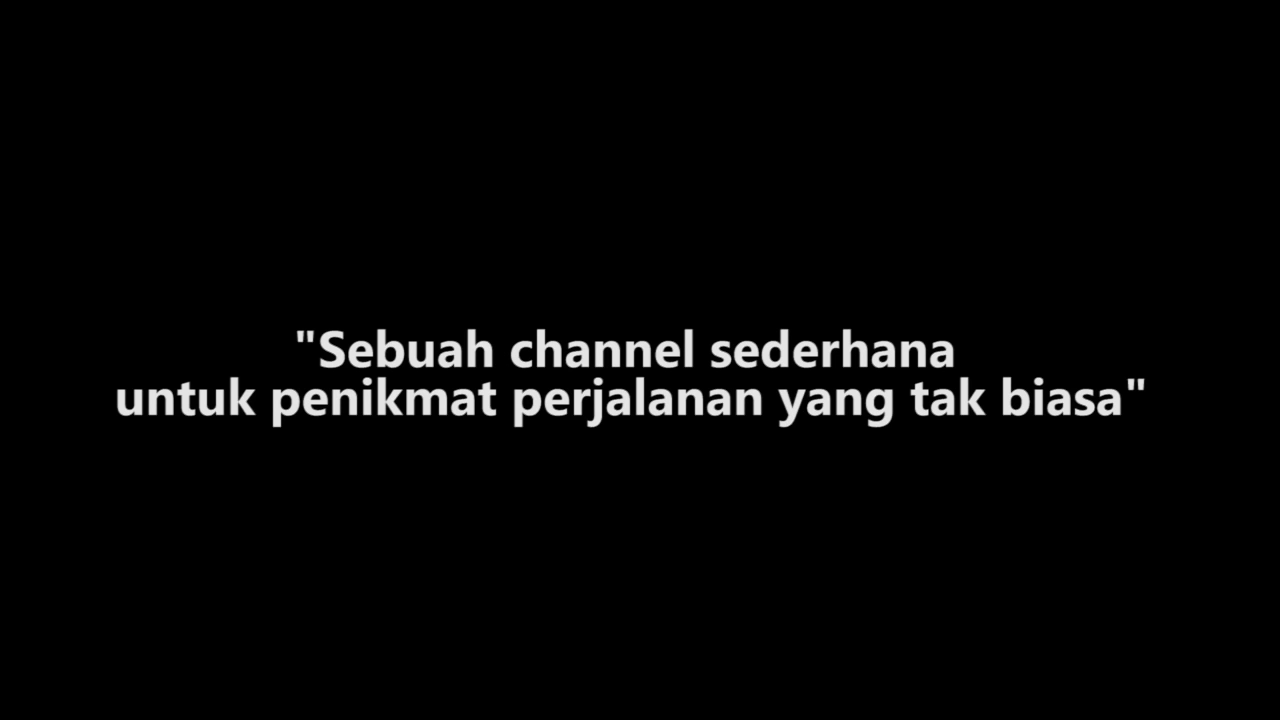 "Sebuah channel sederhana
untuk penikmat perjalanan yang tak biasa"